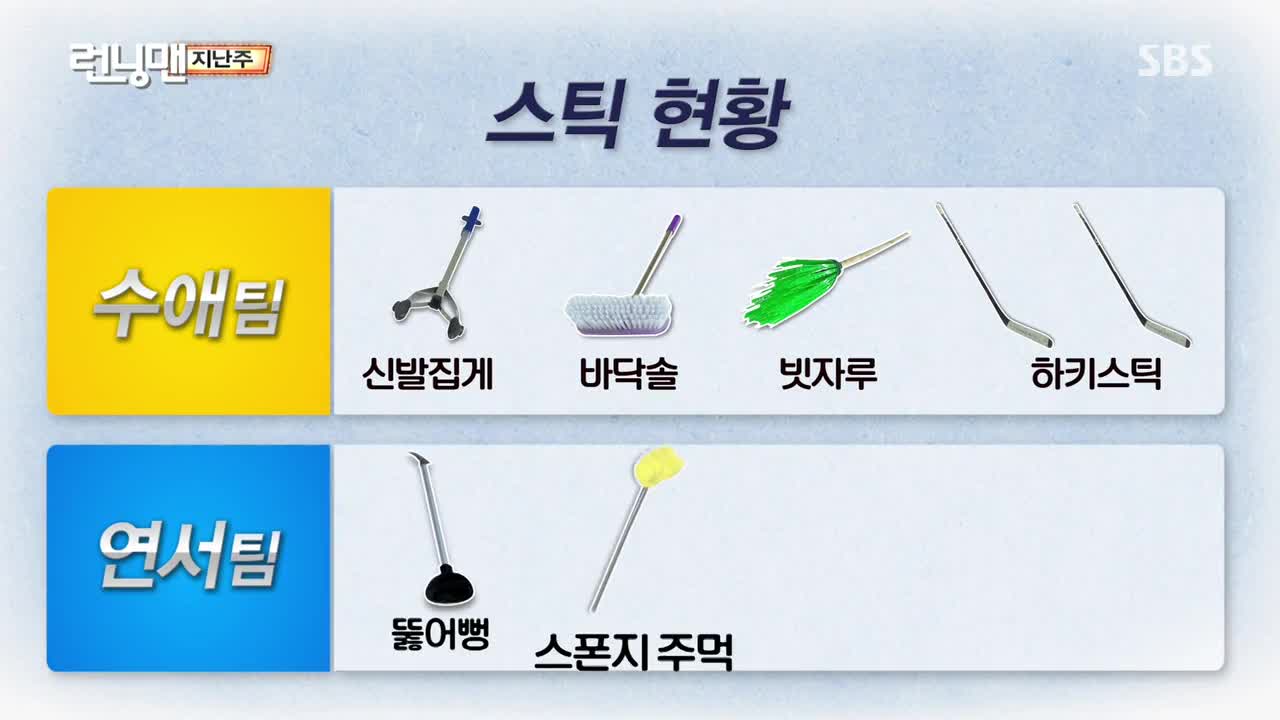 런닝맨 지난주
SBS
스틱 현황
수애팀
신발집게
바닥솔
빗자루
하키스틱
연서팀
뚫어뻥
스폰지 주먹